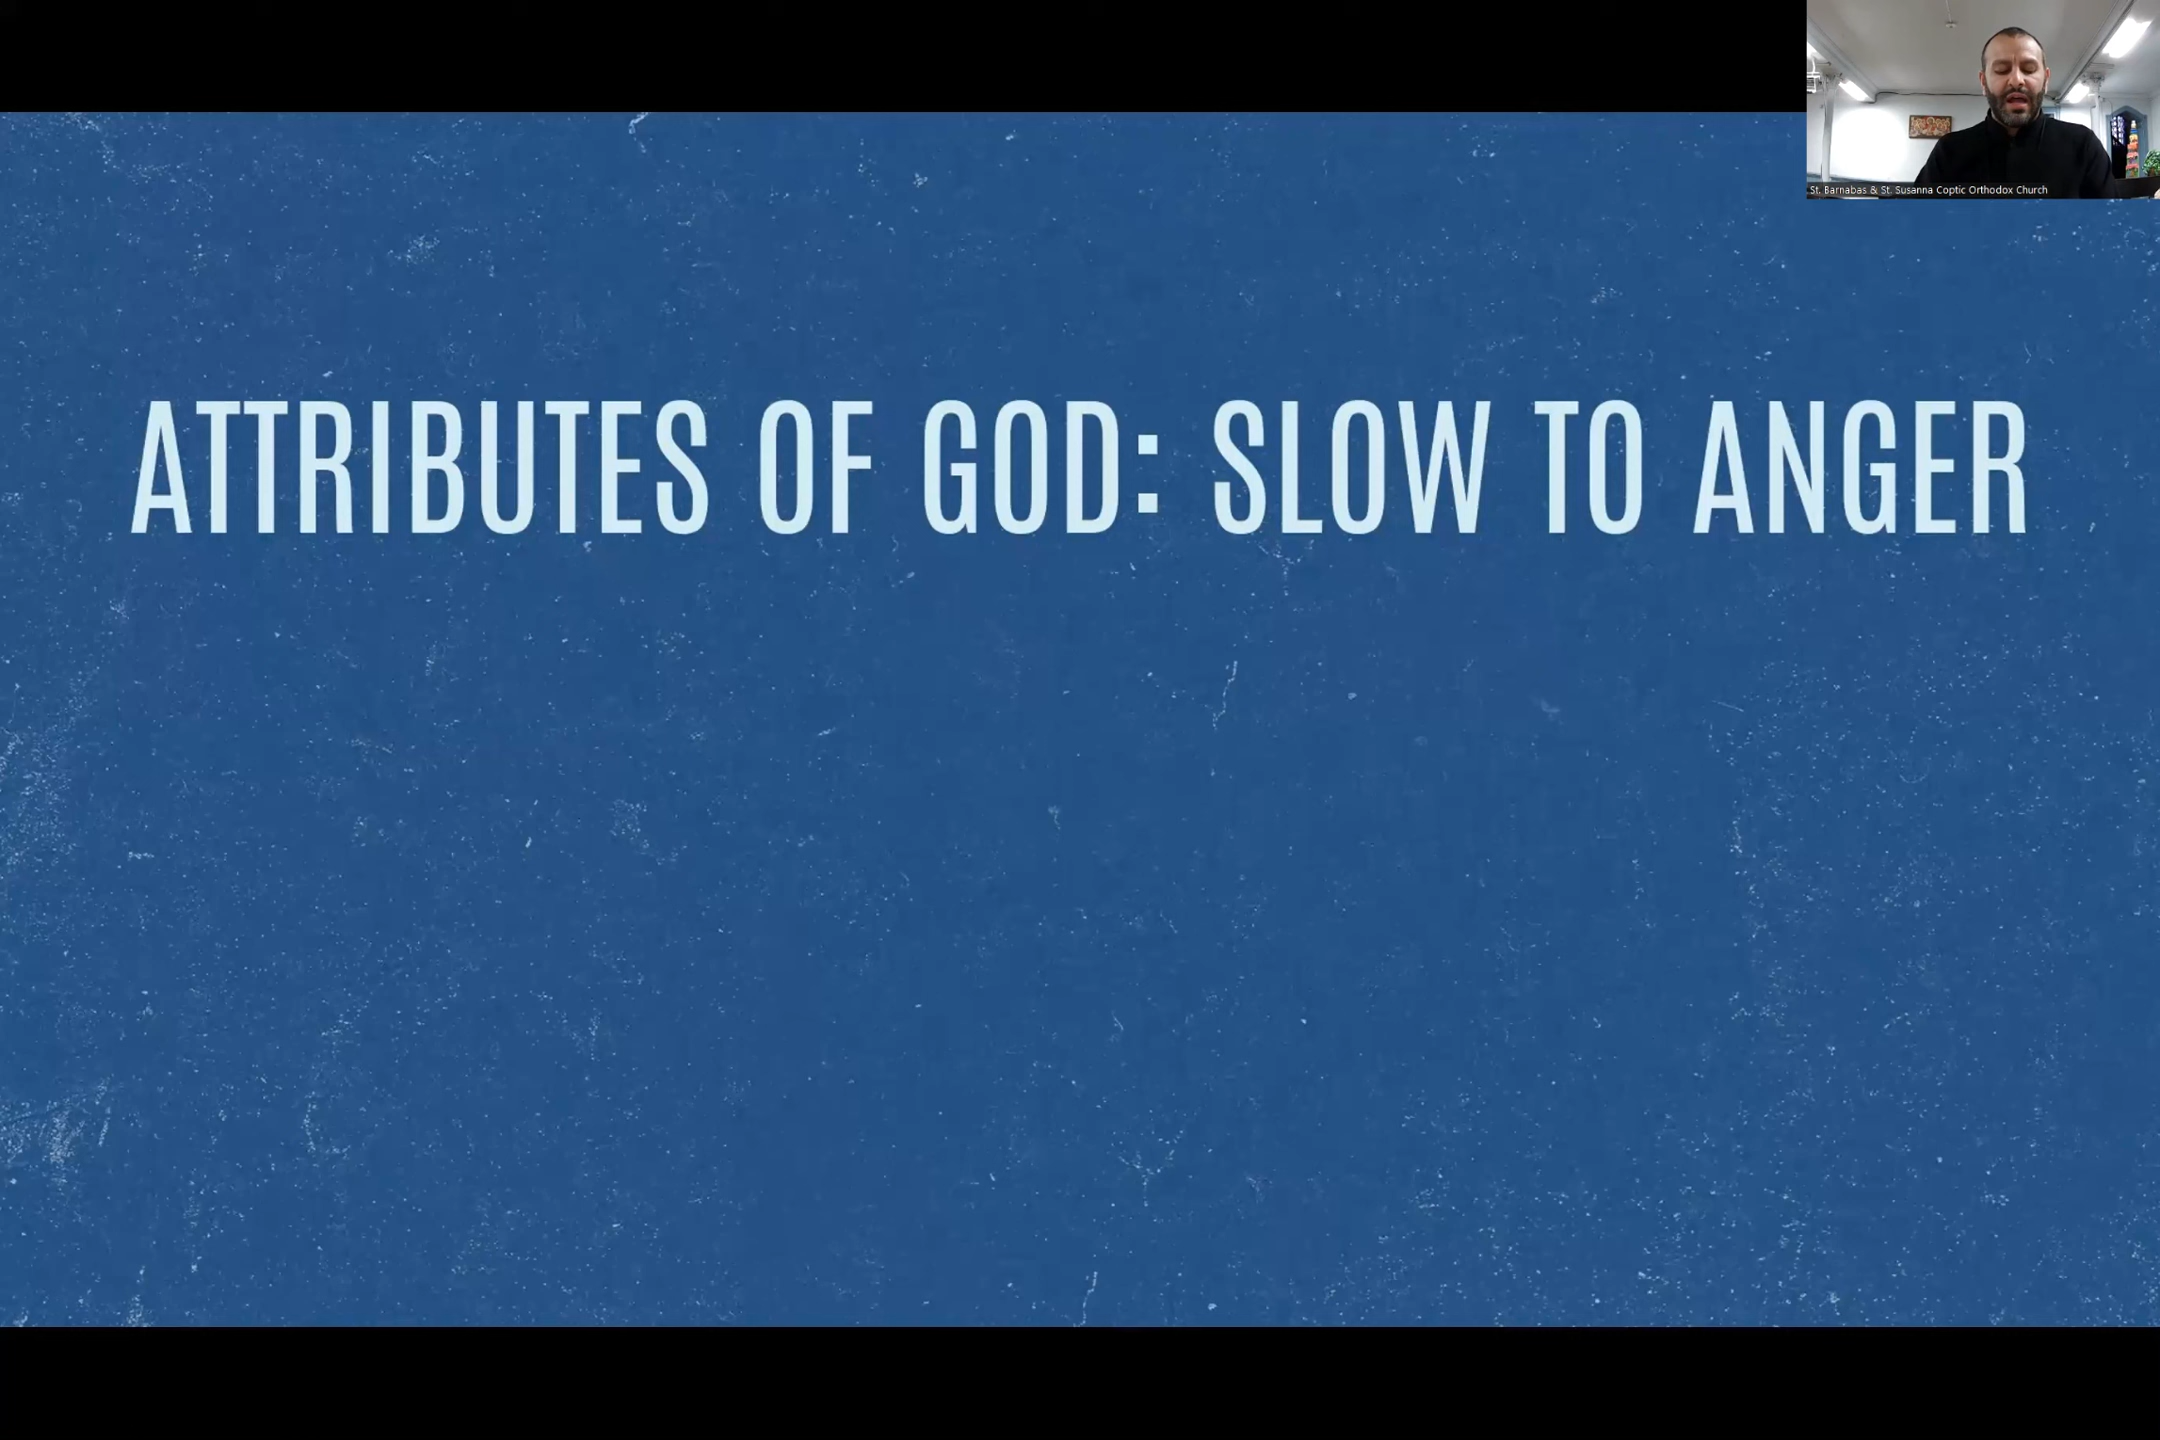 ATTRIBUTES OF GOD: SLOW TO ANGER
St. Barnabas & St. Susanna Coptic Orthodox Church